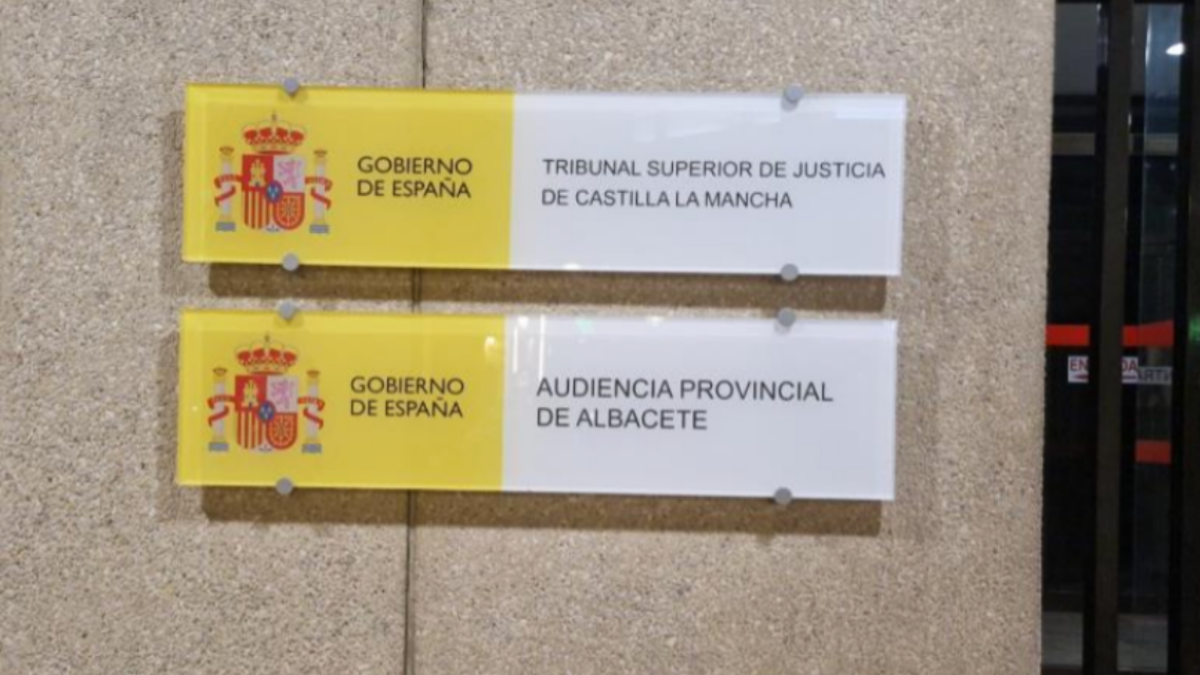 GOBIERNO
DE ESPAÑA
TRIBUNAL SUPERIOR DE JUSTICIA
DE CASTILLA LA MANCHA
GOBIERNO
DE ESPAÑA
AUDIENCIA PROVINCIAL
DE ALBACETE